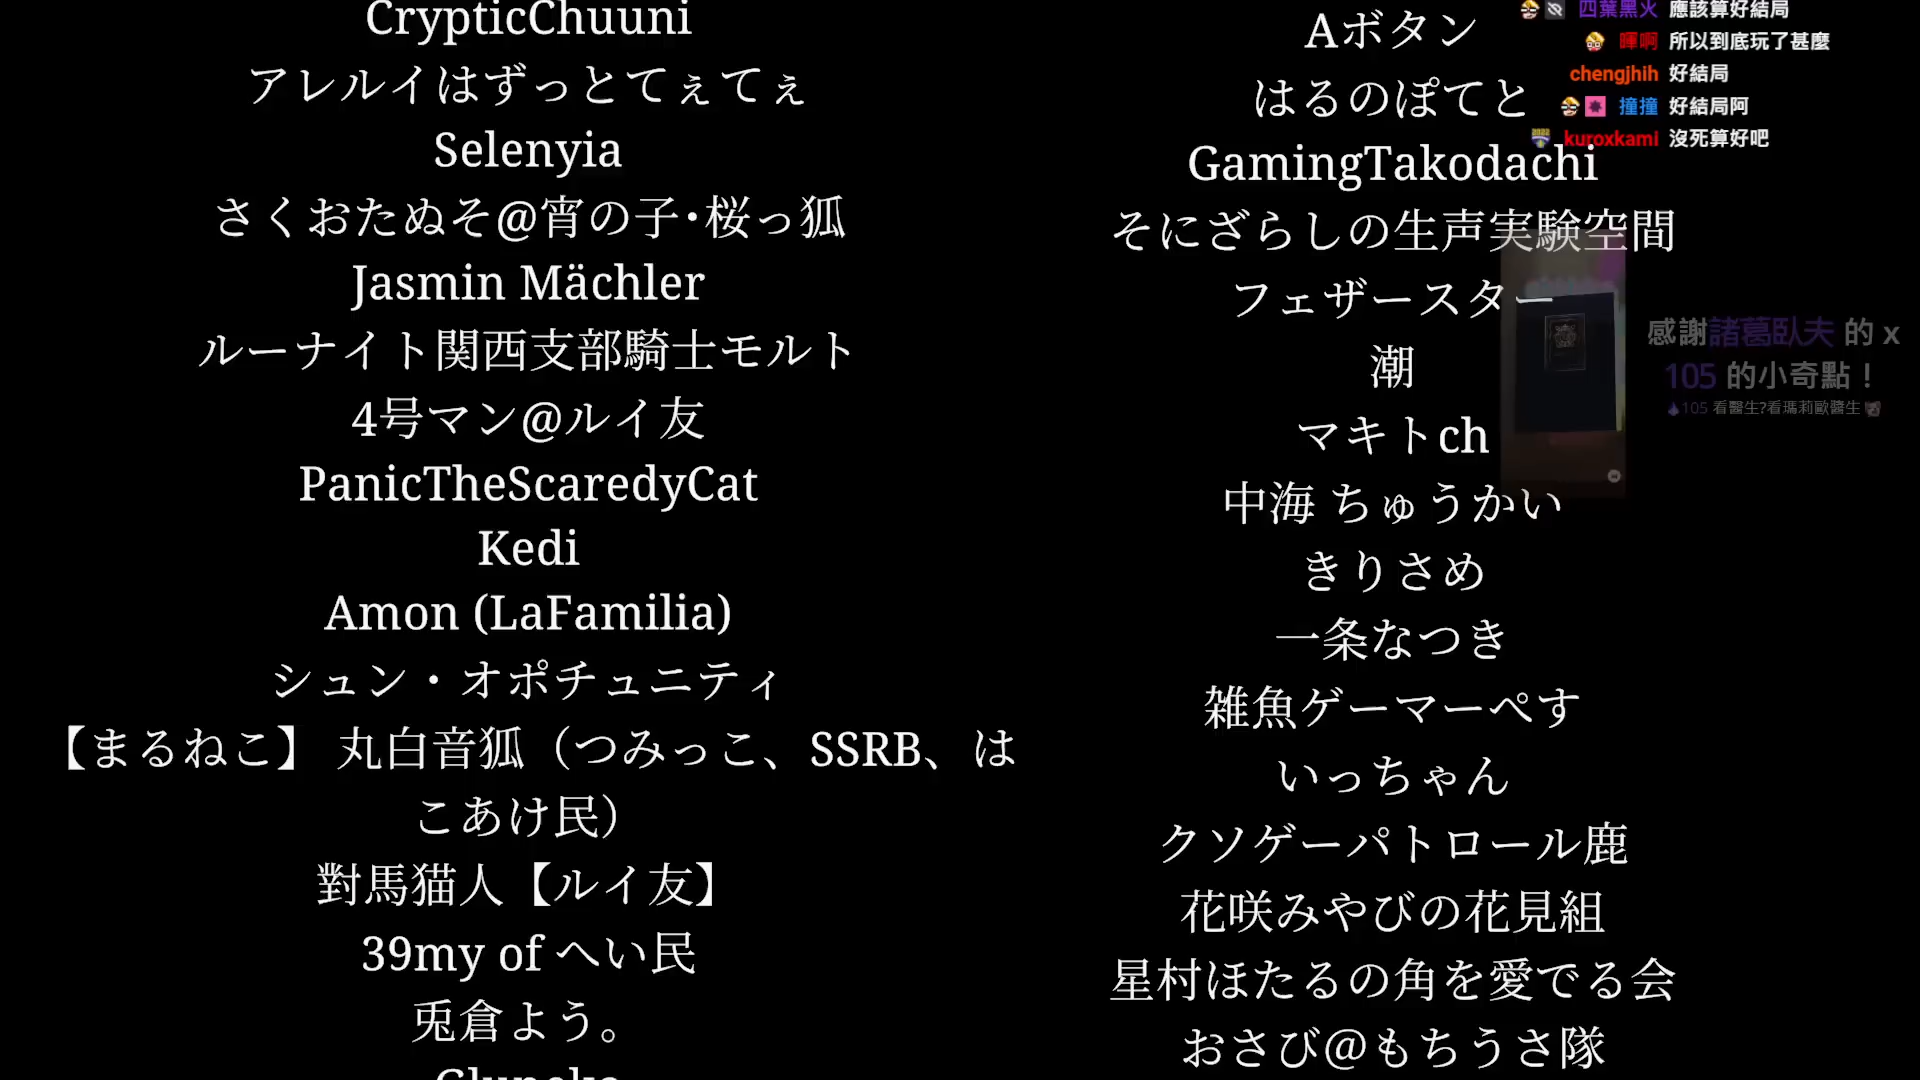 CrypticChuuni
アレルイはずっとてぇてぇ
Selenyia
さくおたぬそ@宵の子・桜っ狐
Jasmin Mächler
ルーナイト関西支部騎士モルト
4号マン@ルイ友
PanicTheScaredyCat
Kedi
Amon (LaFamilia)
シュン・オポチュニティ
【まるねこ】 丸白音狐（つみっこ、SSRB、は
こあけ民）
對馬猫人【ルイ友】
39my of へい民
兎倉よう。
Aボタン
はるのぽてと
GamingTakodachi
そにざらしの生声実験空間
フェザースター
潮
マキトch
中海 ちゅうかい
きりさめ
一条なつき
雑魚ゲーマーぺす
いっちゃん
クソゲーパトロール鹿
花咲みやびの花見組
星村ほたるの角を愛でる会
おさび@もちうさ隊
四葉黑火 應該算好結局
暉啊 所以到底玩了甚麼
chengjhih 好結局
撞撞 好結局阿
kuroxkami 沒死算好吧
感謝諸葛臥夫 的 x
105 的小奇點！
105 看醫生?看瑪莉歐醫生